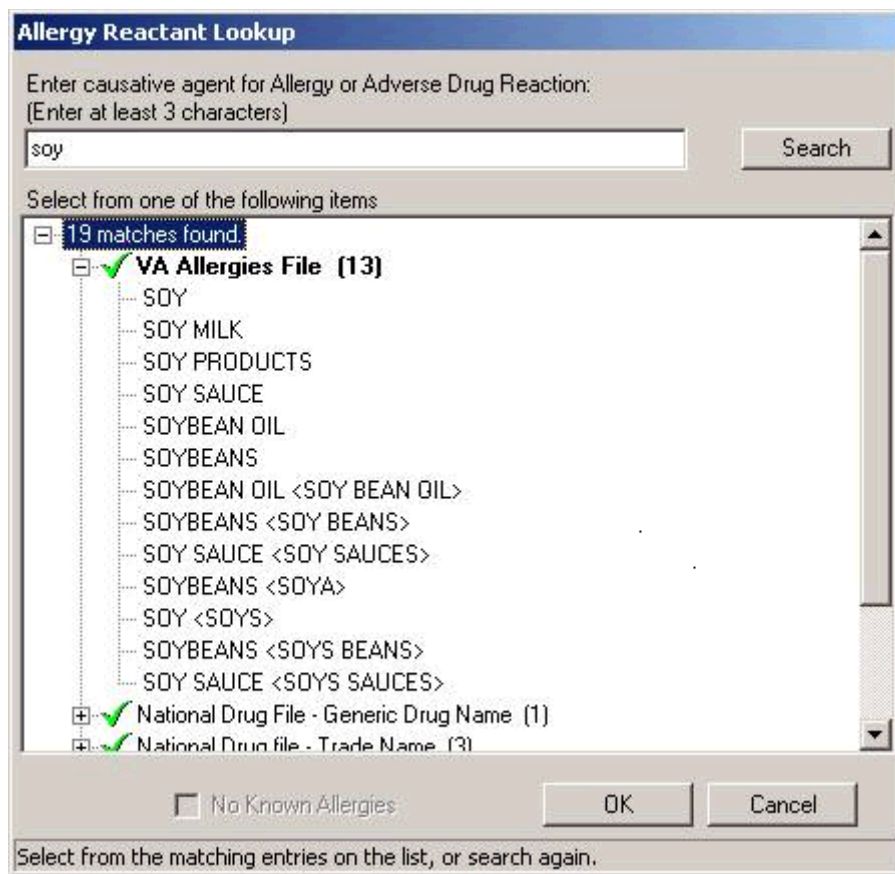 Allergy Reactant Lookup
Enter causative agent for Allergy or Adverse Drug Reaction:
(Enter at least 3 characters)
soy
Search
Select from one of the following items
19 matches found.
VA Allergies File (13)
SOY
SOY MILK
SOY PRODUCTS
SOY SAUCE
SOYBEAN OIL
SOYBEANS
SOYBEAN OIL <SOY BEAN OIL>
SOYBEANS <SOY BEANS>
SOY SAUCE <SOY SAUCES>
SOYBEANS <SOYA>
SOY <SOYS>
SOYBEANS <SOYS BEANS>
SOY SAUCE <SOYS SAUCES>
National Drug File - Generic Drug Name (1)
National Drug file - Trade Name (3)
No Known Allergies
OK
Cancel
Select from the matching entries on the list, or search again.